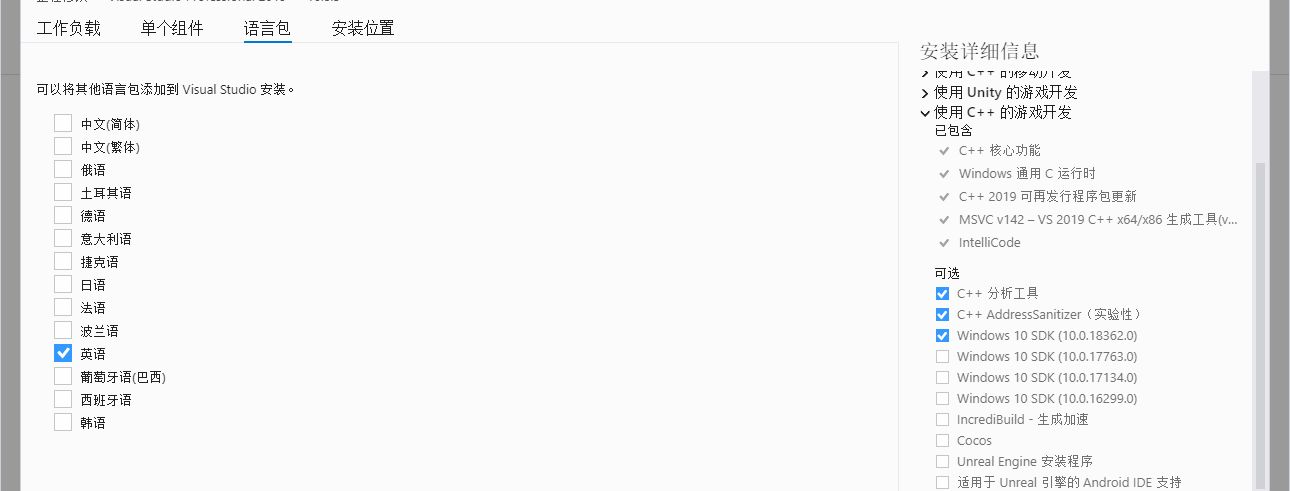 工作负载
单个组件
语言包
安装位置
可以将其他语言包添加到 Visual Studio 安装。
中文(简体)
中文(繁体)
俄语
土耳其语
德语
意大利语
捷克语
日语
法语
波兰语
英语
葡萄牙语(巴西)
西班牙语
韩语
安装详细信息
使用 C++ 的移动开发
使用 Unity 的游戏开发
使用 C++ 的游戏开发
已包含
C++ 核心功能
Windows 通用 C 运行时
C++ 2019 可再发行程序包更新
MSVC v142 – VS 2019 C++ x64/x86 生成工具(v...
IntelliCode
可选
C++ 分析工具
C++ AddressSanitizer（实验性）
Windows 10 SDK (10.0.18362.0)
Windows 10 SDK (10.0.17763.0)
Windows 10 SDK (10.0.17134.0)
Windows 10 SDK (10.0.16299.0)
IncrediBuild - 生成加速
Cocos
Unreal Engine 安装程序
适用于 Unreal 引擎的 Android IDE 支持